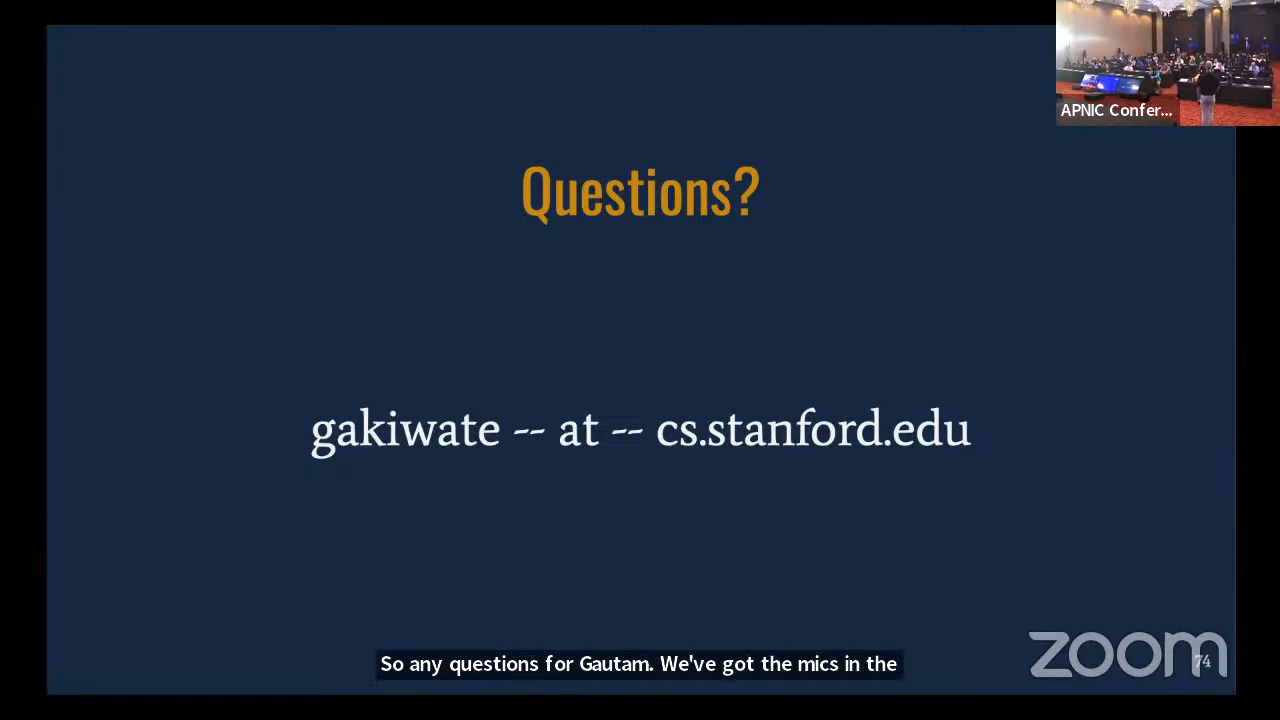 APNIC Confer...
Questions?
gakiwate -- at -- cs.stanford.edu
So any questions for Gautam. We've got the mics in the
zoom
74